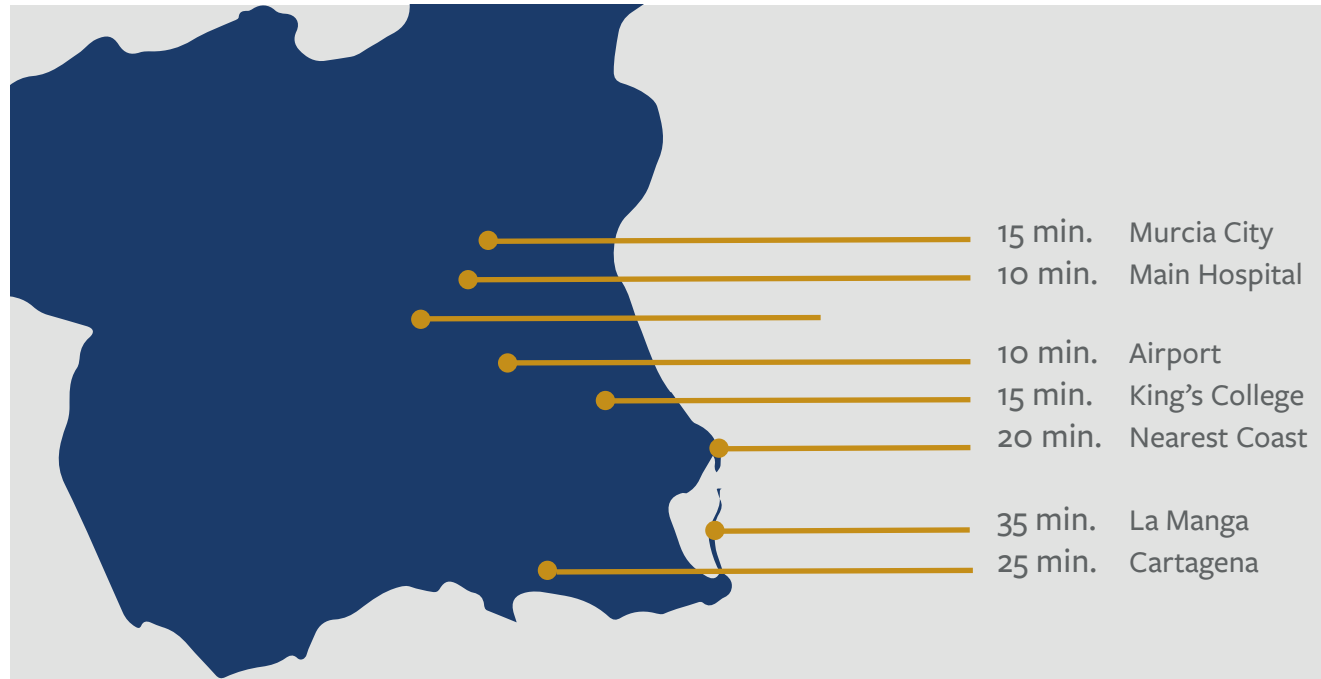 15 min. Murcia City
10 min. Main Hospital
10 min. Airport
15 min. King’s College
20 min. Nearest Coast
35 min. La Manga
25 min. Cartagena